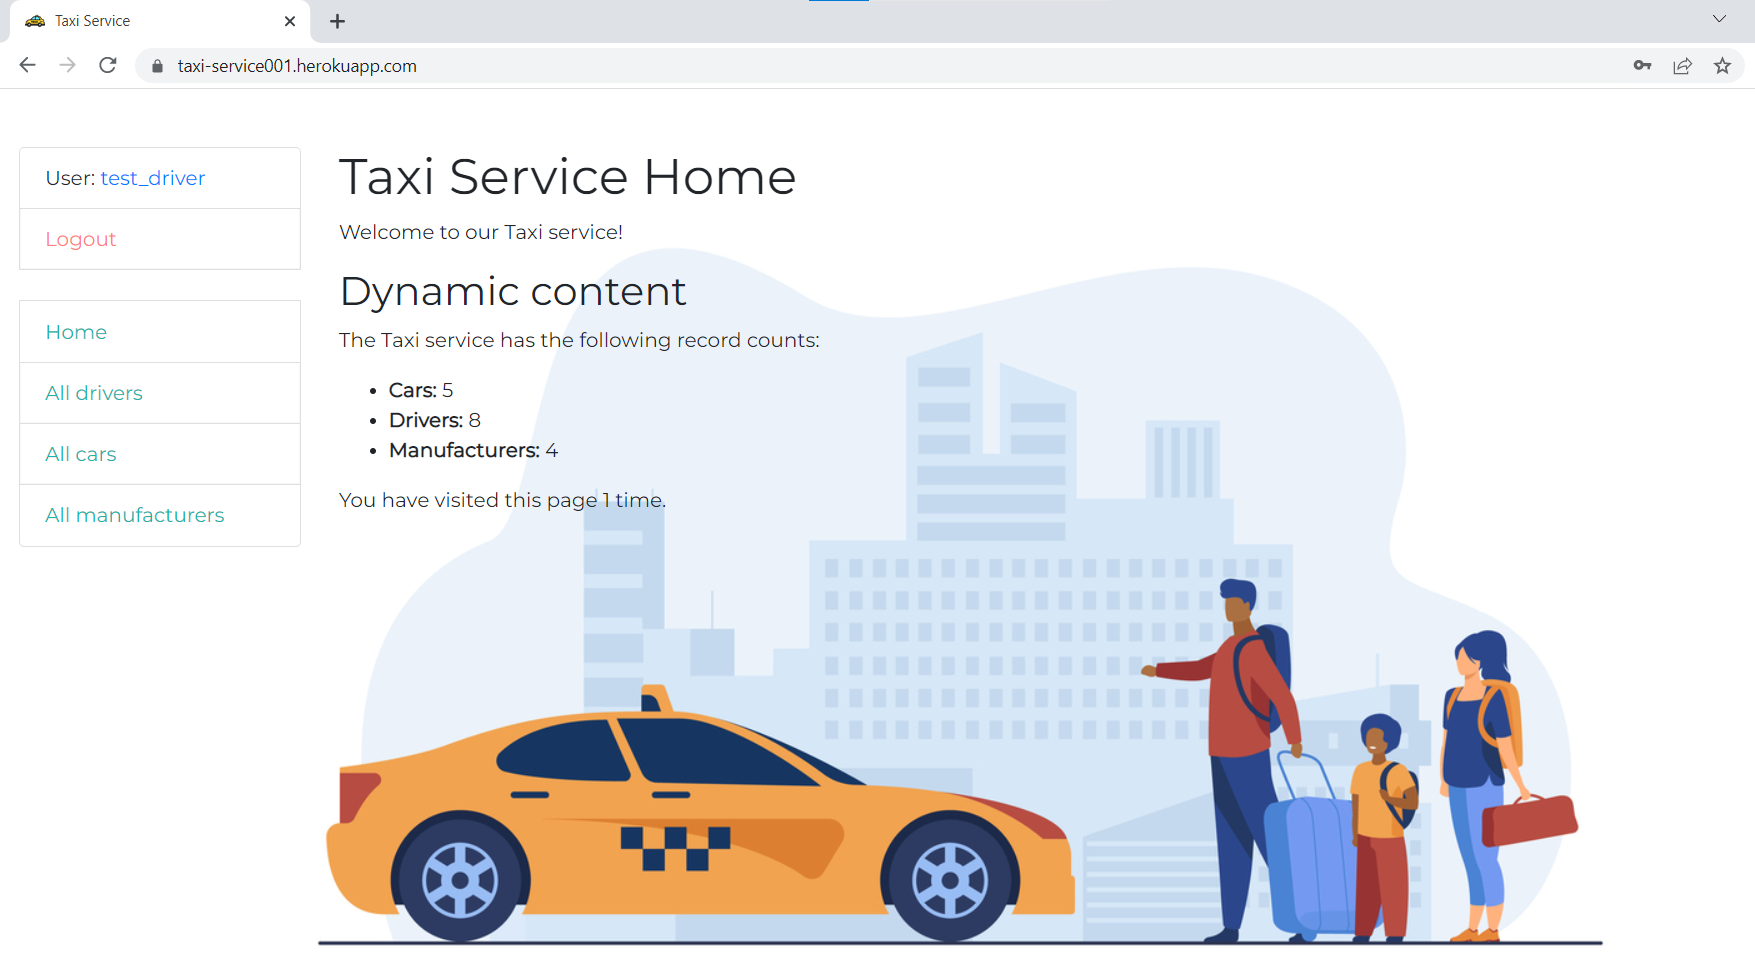 Taxi Service
taxi-service001.herokuapp.com
User: test_driver
Logout
Home
All drivers
All cars
All manufacturers
Taxi Service Home
Welcome to our Taxi service!
Dynamic content
The Taxi service has the following record counts:
• Cars: 5
• Drivers: 8
• Manufacturers: 4
You have visited this page 1 time.